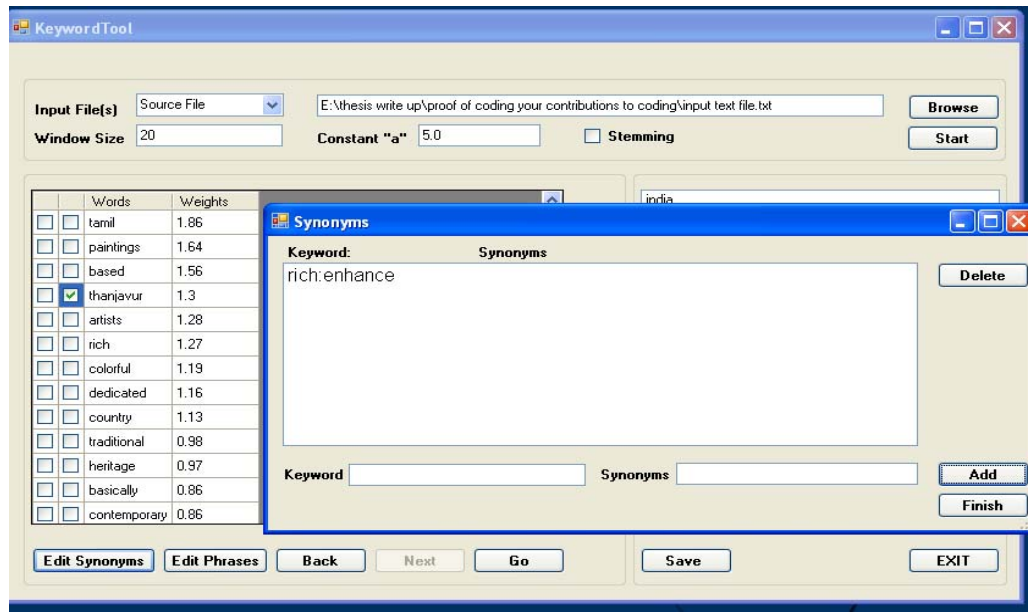 KeywordTool
Input File(s) Source File E:\thesis write up\proof of coding your contributions to coding\input text file.txt Browse
Window Size 20 Constant "a" 5.0 Stemming Start
Words Weights
india
tamil 1.86
paintings 1.64
based 1.56
thanjavur 1.3
artists 1.28
rich 1.27
colorful 1.19
dedicated 1.16
country 1.13
traditional 0.98
heritage 0.97
basically 0.86
contemporary 0.86
Synonyms
Keyword: Synonyms
rich:enhance
Delete
Keyword Synonyms Add
Finish
Edit Synonyms Edit Phrases Back Next Go Save EXIT